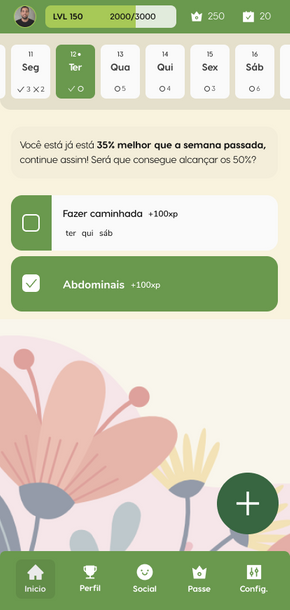 LVL 150 2000/3000 250 20
11 12 13 14 15 16
Seg Ter Qua Qui Sex Sáb
3 2 5 4 3 6
Você está já está 35% melhor que a semana passada,
continue assim! Será que consegue alcançar os 50%?
Fazer caminhada +100xp
ter qui sáb
Abdominais +100xp
Inicio Perfil Social Passe Config.